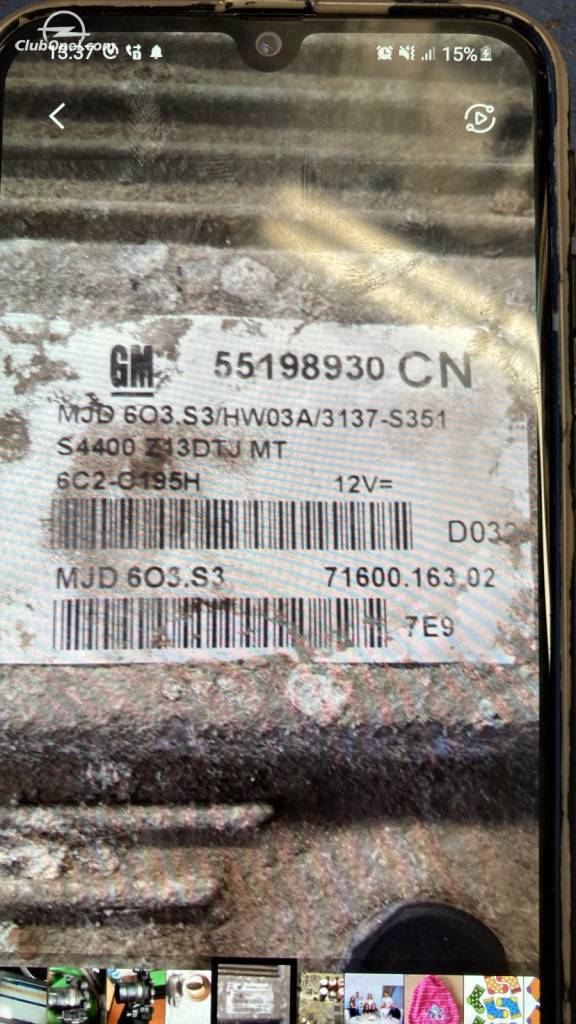 ClubOpel.com
15.37
15%
GM 55198930 CN
MJD 6O3.S3/HW03A/3137-S351
S4400 Z13DTJ MT
6C2-C195H 12V=
MJD 6O3.S3 71600.163.02
7E9